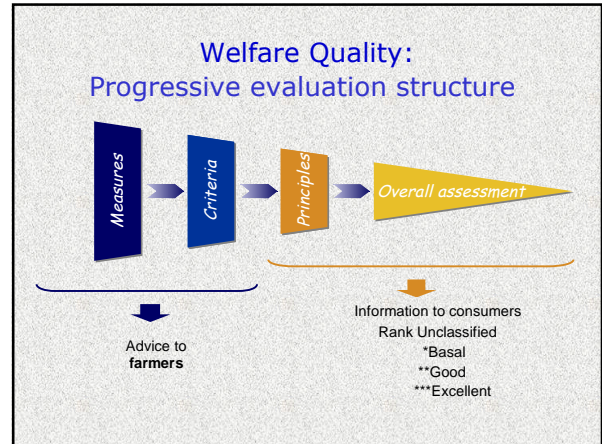 Welfare Quality:
Progressive evaluation structure
Measures
Criteria
Principles
Overall assessment
Advice to
farmers
Information to consumers
Rank Unclassified
*Basal
**Good
***Excellent